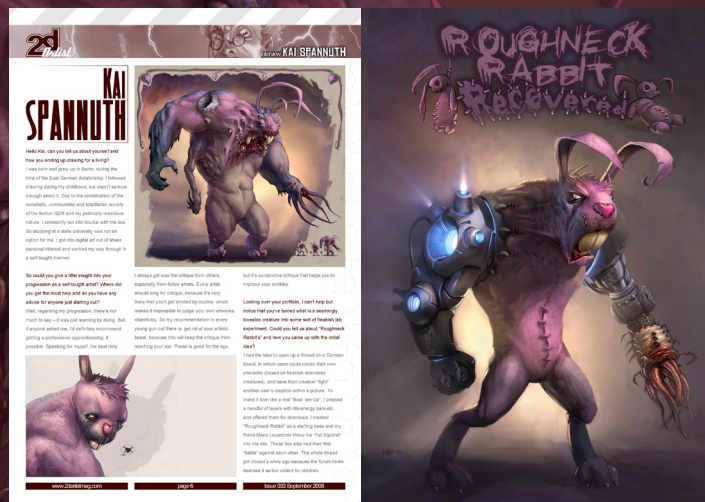 2d
Artist
interview KAI SPANNUTH
KAI
SPANNUTH
Hello Kai, can you tell us about yourself and
how you ending up drawing for a living?
I was born and grew up in Berlin, during the
time of the East German dictatorship. I followed
drawing during my childhood, but wasn't serious
enough about it. Due to the combination of the
socialistic, communistic and totalitarian society
of the former GDR and my politically rebellious
nature, I constantly ran into trouble with the law.
So studying at a state university was not an
option for me. I got into digital art out of sheer
personal interest and worked my way through in
a self-taught manner.
So could you give a little insight into your
progression as a self-taught artist? Where did
you get the most help and do you have any
advice for anyone just starting out?
Well, regarding my progression, there's not
much to say – it was just learning by doing. But,
if anyone asked me, I'd definitely recommend
getting a professional apprenticeship, if
possible. Speaking for myself, the best help
I always got was the critique from others,
especially from fellow artists. Every artist
should long for critique, because it's very
likely that you'll get blinded by routine, which
makes it impossible to judge your own artworks
objectively. So my recommendation to every
young gun out there is: get rid of your artistic
beast, because this will keep the critique from
reaching your ear. Praise is good for the ego,
but it's constructive critique that helps you to
improve your abilities.
Looking over your portfolio, I can't help but
notice that you've turned what is a seemingly
loveable creature into some sort of freakish lab
experiment. Could you tell us about "Roughneck
Rabbit's" and how you came up with the initial
idea?
I had the idea to open up a thread on a German
board, in which users could create their own
character (based on freakish laboratory
creatures), and have their creation "fight"
another user's creation within a picture. To
make it look like a real "Beat 'em Up", I created
a handful of layers with life/energy bars etc.
and offered them for download. I created
"Roughneck Rabbit" as a starting base and my
friend Mario Leuschner threw his "Fat Squirrel"
into the mix. These two also had their first
"battle" against each other. The whole thread
got closed a while ago because the forum hosts
deemed it as too violent for children.
www.2dartistmag.com
page 6
Issue 033 September 2008
ROUGHNECK
RABBIT
RECOVERED